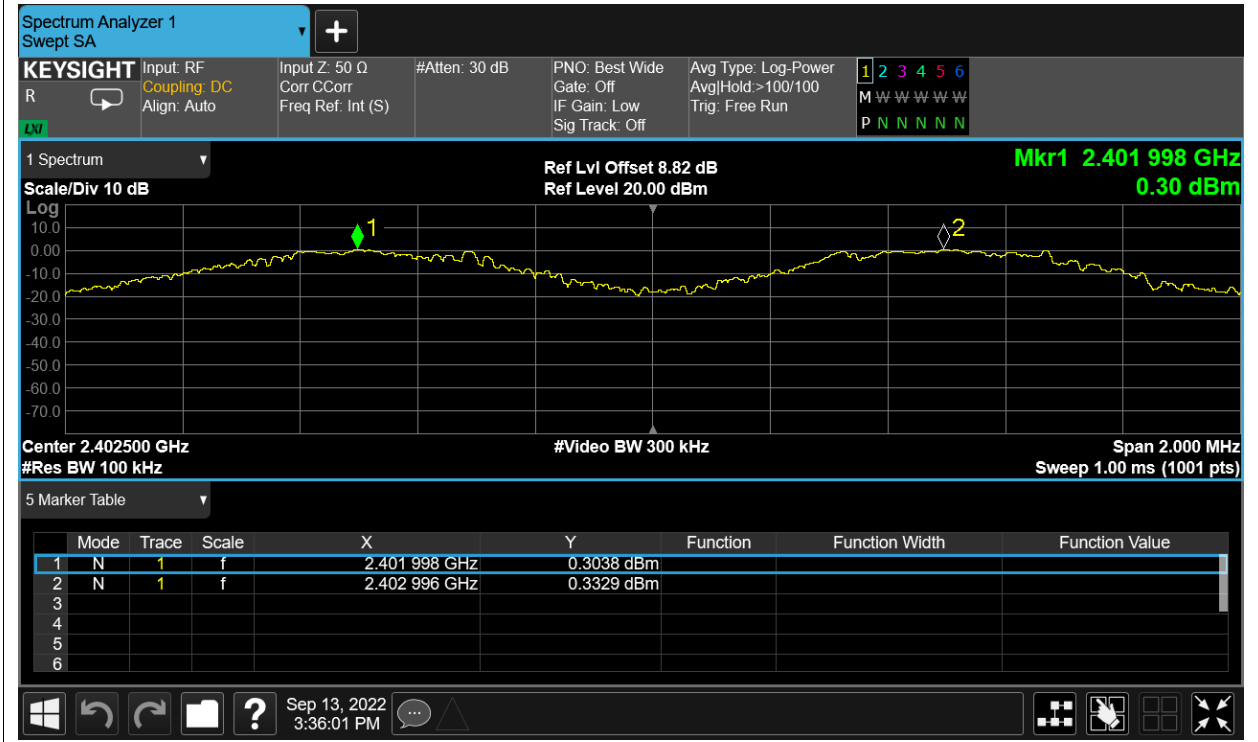 Spectrum Analyzer 1
Swept SA
+
KEYSIGHT Input: RF Input Z: 50 Ω #Atten: 30 dB PNO: Best Wide Avg Type: Log-Power 1 2 3 4 5 6
R Coupling: DC Corr CCorr Gate: Off Avg|Hold:>100/100 M W W W W W
Align: Auto Freq Ref: Int (S) IF Gain: Low Trig: Free Run
LXI Sig Track: Off P N N N N N
1 Spectrum Ref Lvl Offset 8.82 dB Mkr1 2.401 998 GHz
Scale/Div 10 dB Ref Level 20.00 dBm 0.30 dBm
Log
10.0 1 2
0.00
-10.0
-20.0
-30.0
-40.0
-50.0
-60.0
-70.0
Center 2.402500 GHz #Video BW 300 kHz Span 2.000 MHz
#Res BW 100 kHz Sweep 1.00 ms (1001 pts)
5 Marker Table
Mode Trace Scale X Y Function Function Width Function Value
1 N 1 f 2.401 998 GHz 0.3038 dBm
2 N 1 f 2.402 996 GHz 0.3329 dBm
3
4
5
6
? Sep 13, 2022
3:36:01 PM